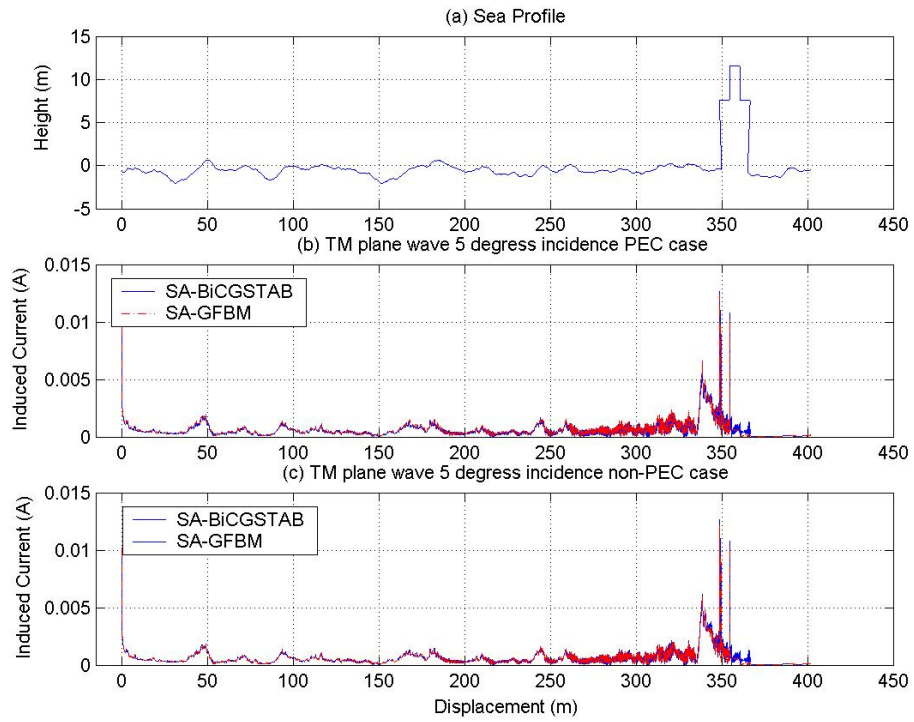 (a) Sea Profile
15
10
5
0
-5
Height (m)
0 50 100 150 200 250 300 350 400 450
(b) TM plane wave 5 degress incidence PEC case
0.015
0.01
0.005
0
Induced Current (A)
SA-BiCGSTAB
SA-GFBM
0 50 100 150 200 250 300 350 400 450
(c) TM plane wave 5 degress incidence non-PEC case
0.015
0.01
0.005
0
Induced Current (A)
SA-BiCGSTAB
SA-GFBM
0 50 100 150 200 250 300 350 400 450
Displacement (m)